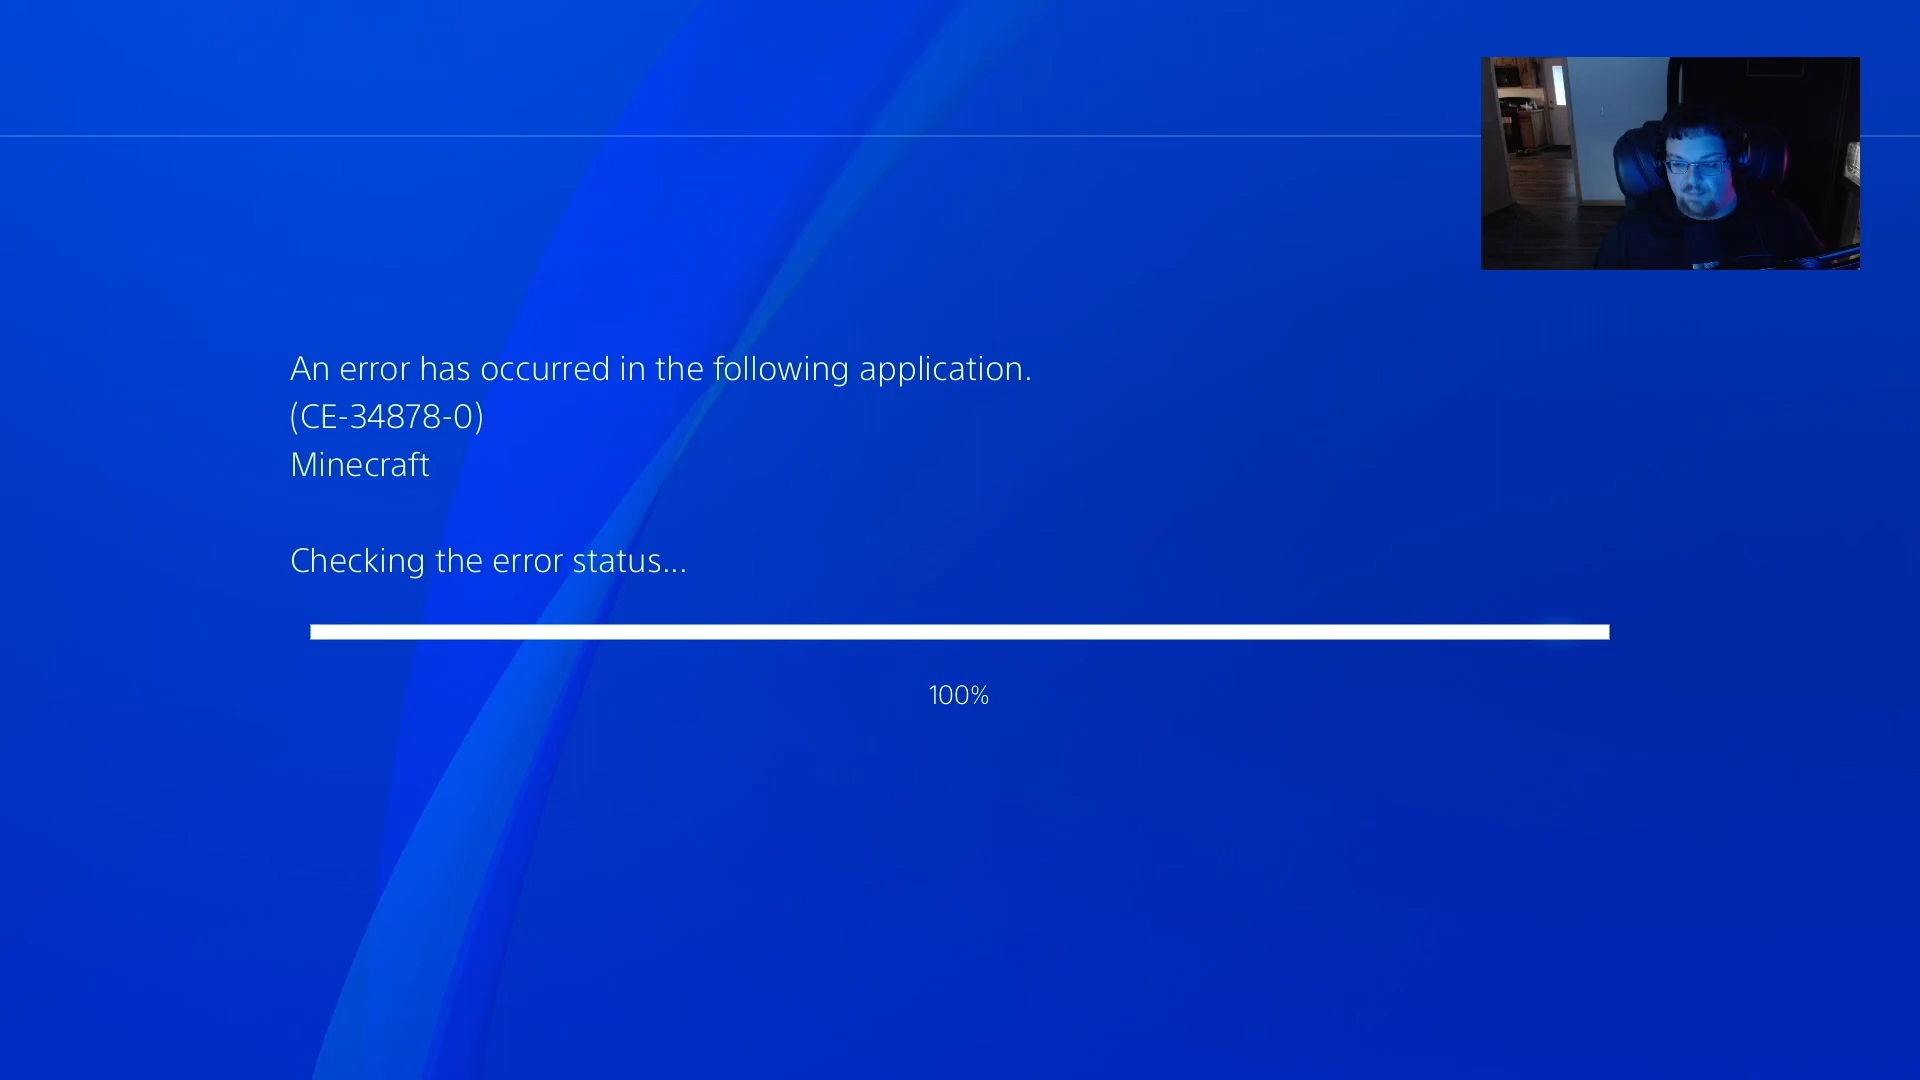 An error has occurred in the following application.
(CE-34878-0)
Minecraft
Checking the error status...
100%